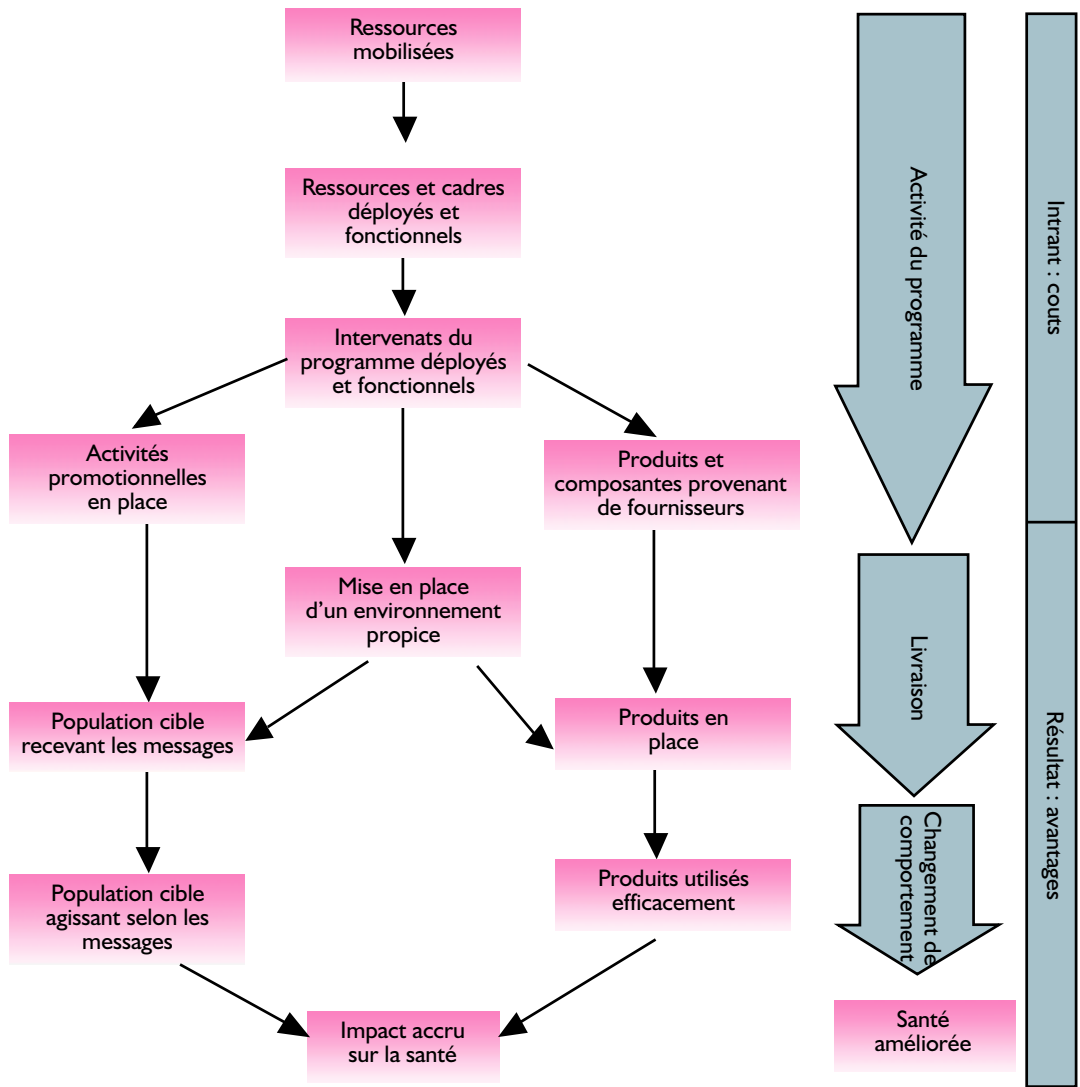 Ressources
mobilisées
Ressources et cadres
déployés et
fonctionnels
Intervenats du
programme déployés
et fonctionnels
Activités
promotionnelles
en place
Produits et
composantes provenant
de fournisseurs
Mise en place
d’un environnement
propice
Population cible
recevant les messages
Produits en
place
Population cible
agissant selon les
messages
Produits utilisés
efficacement
Impact accru
sur la santé
Activité du programme
Livraison
Changement de
comportement
Santé
améliorée
Intrant : couts
Résultat : avantages